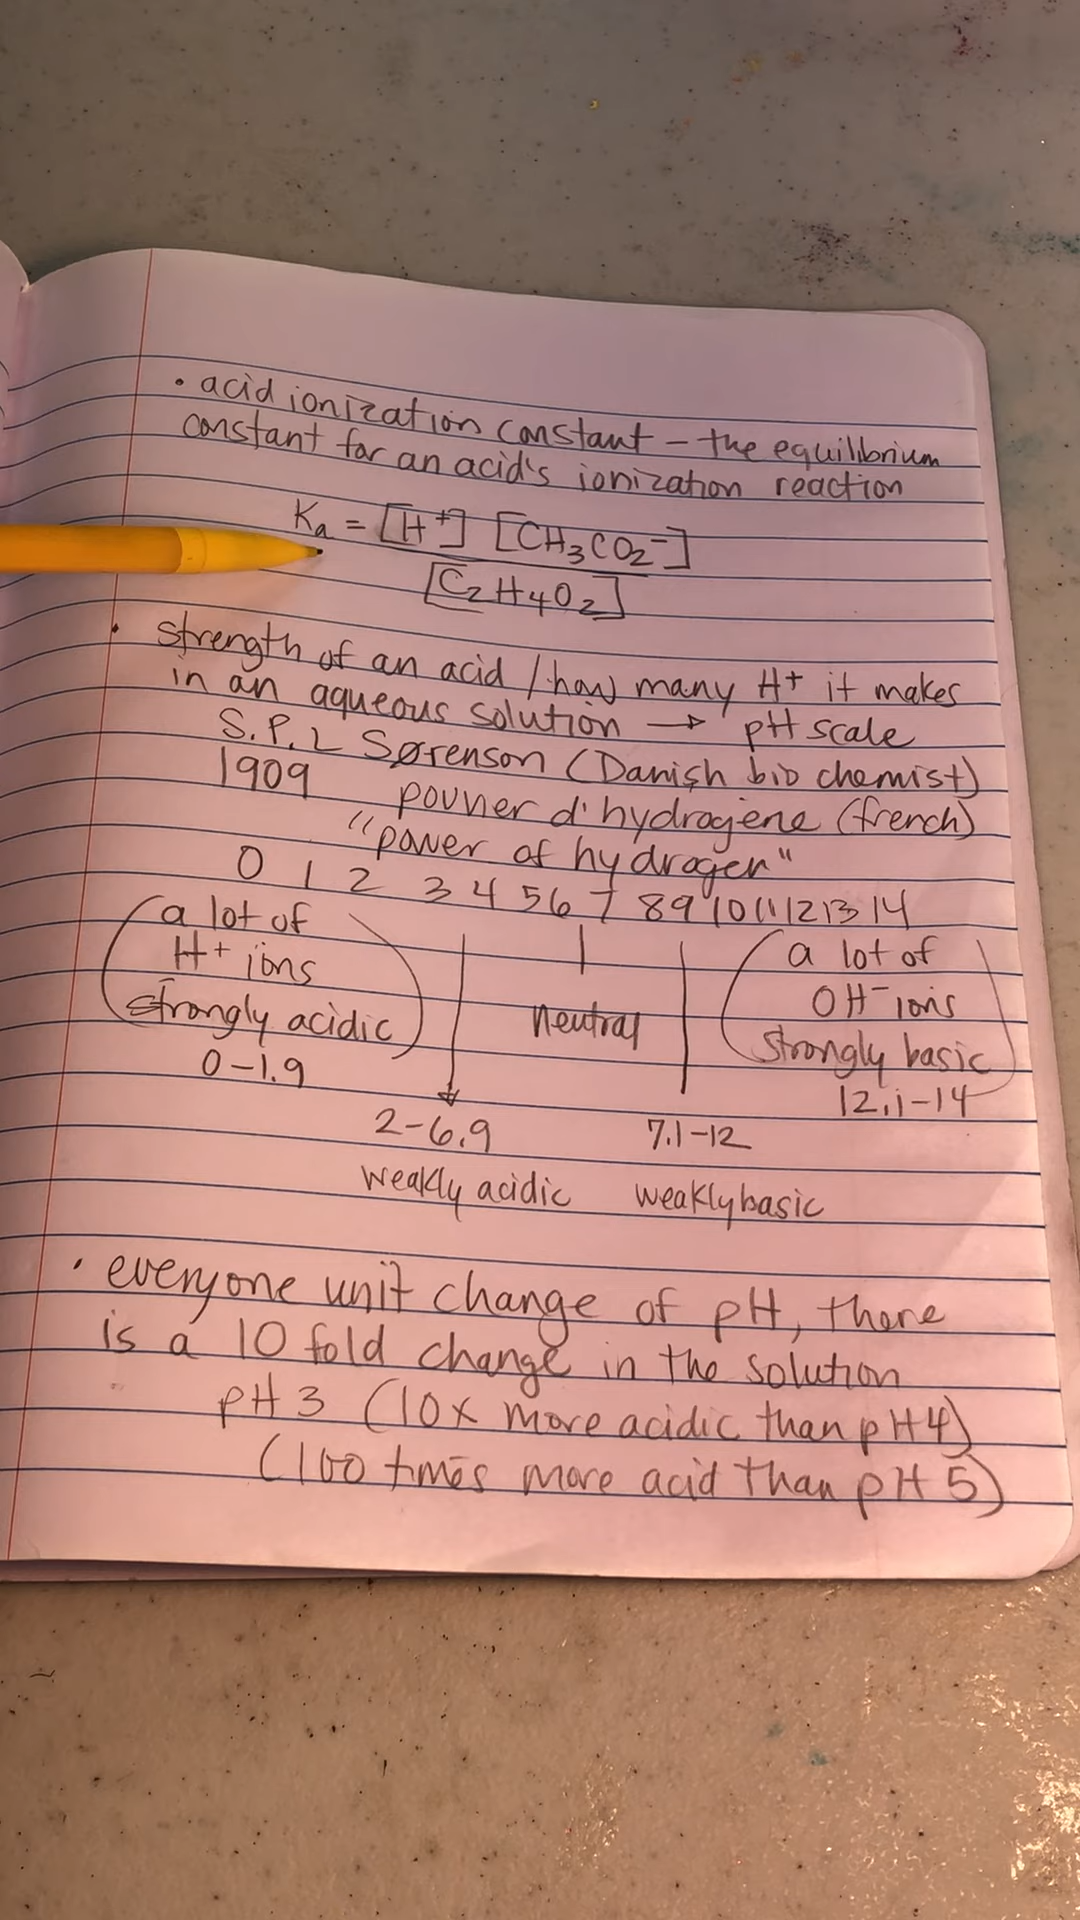 • acid ionization constant – the equilibrium
constant for an acid's ionization reaction
Ka = [H+] [CH3CO2-]
[C2H4O2]
• strength of an acid / how many H+ it makes
in an aqueous solution → pH scale
S.P.L Sørenson (Danish bio chemist)
1909 pouver d'hydrogène (french)
"power of hydrogen"
0 1 2 3 4 5 6 7 8 9 10 11 12 13 14
a lot of
H+ ions
strongly acidic
0–1.9
neutral
a lot of
OH- ions
strongly basic
12.1–14
2–6.9
7.1–12
weakly acidic
weakly basic
• everyone unit change of pH, there
is a 10 fold change in the solution
pH 3 (10x more acidic than pH4)
(100 times more acid than pH 5)